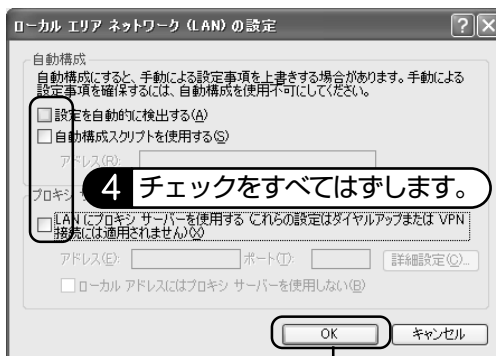 ローカル エリア ネットワーク (LAN) の設定
自動構成
自動構成にすると、手動による設定事項を上書きする場合があります。手動による
設定事項を確保するには、自動構成を使用不可にしてください。
設定を自動的に検出する(A)
自動構成スクリプトを使用する(S)
アドレス(R):
4 チェックをすべてはずします。
プロキシ
LAN にプロキシ サーバーを使用する (これらの設定はダイヤルアップまたは VPN
接続には適用されません)(X)
アドレス(E): ポート(T): 詳細設定(C)...
ローカル アドレスにはプロキシ サーバーを使用しない(B)
OK キャンセル